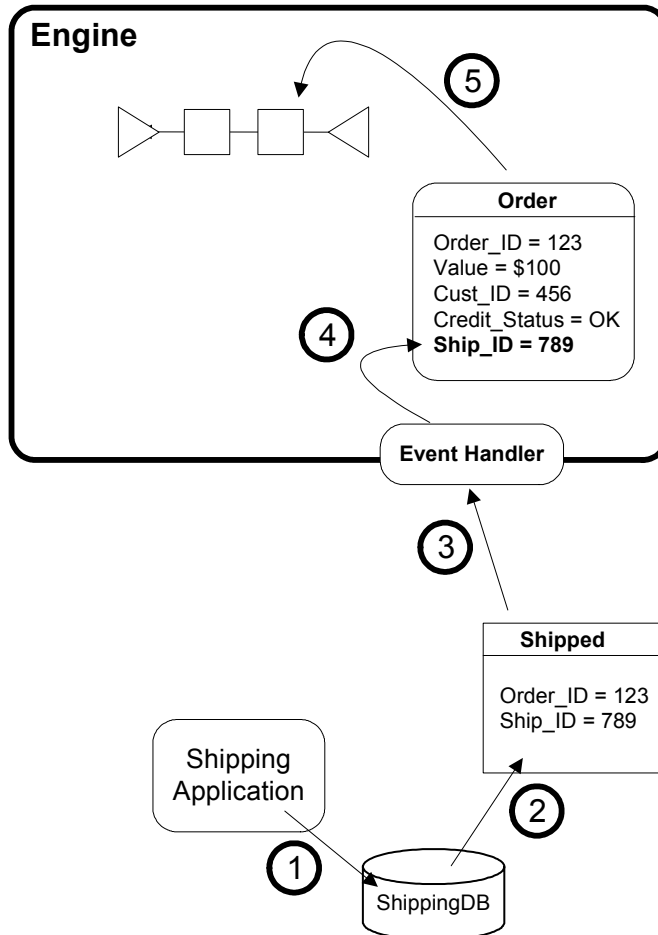 Engine
5
Order
Order_ID = 123
Value = $100
Cust_ID = 456
Credit_Status = OK
Ship_ID = 789
4
Event Handler
3
Shipped
Order_ID = 123
Ship_ID = 789
Shipping
Application
2
1
ShippingDB